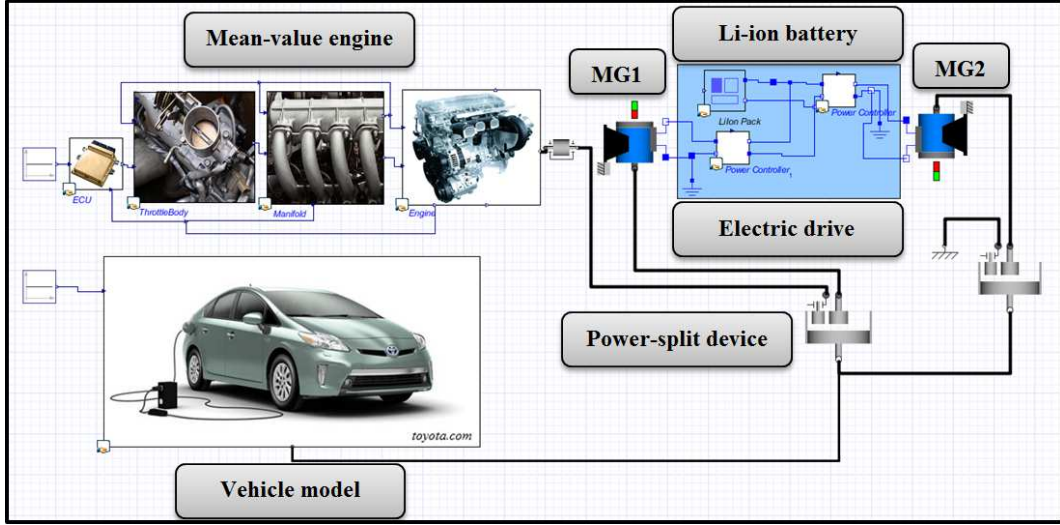 Mean-value engine
Li-ion battery
MG1
MG2
LiIon Pack
Power Controller
Power Controller1
ECU
ThrottleBody
Manifold
Engine
Electric drive
Power-split device
toyota.com
Vehicle model